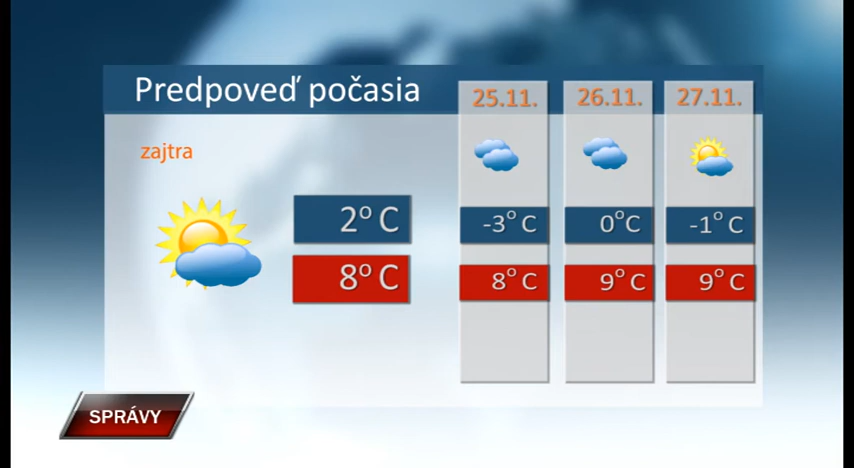 Predpoveď počasia
zajtra
2° C
8° C
25.11.
-3° C
8° C
26.11.
0°C
9° C
27.11.
-1° C
9° C
SPRÁVY